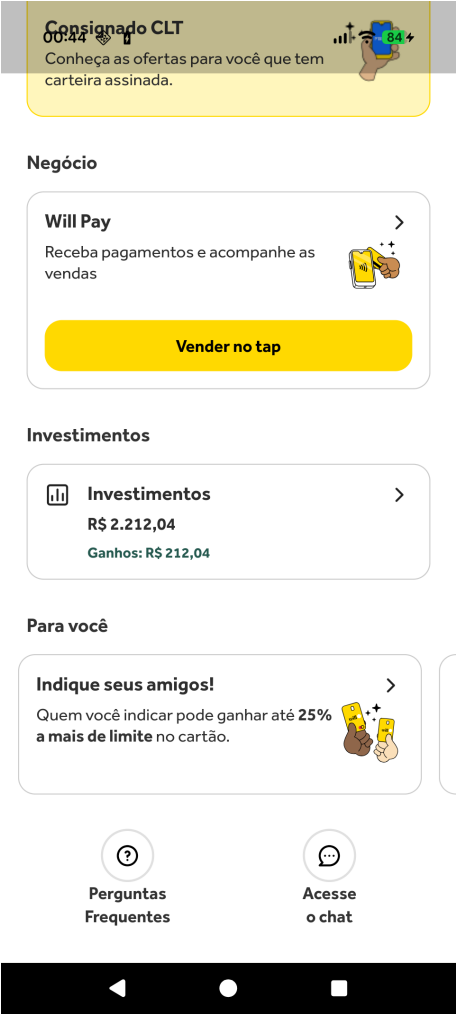 Consignado CLT
00:44
84
Conheça as ofertas para você que tem
carteira assinada.
Negócio
Will Pay
Receba pagamentos e acompanhe as
vendas
Vender no tap
Investimentos
Investimentos
R$ 2.212,04
Ganhos: R$ 212,04
Para você
Indique seus amigos!
Quem você indicar pode ganhar até 25%
a mais de limite no cartão.
Perguntas
Frequentes
Acesse
o chat